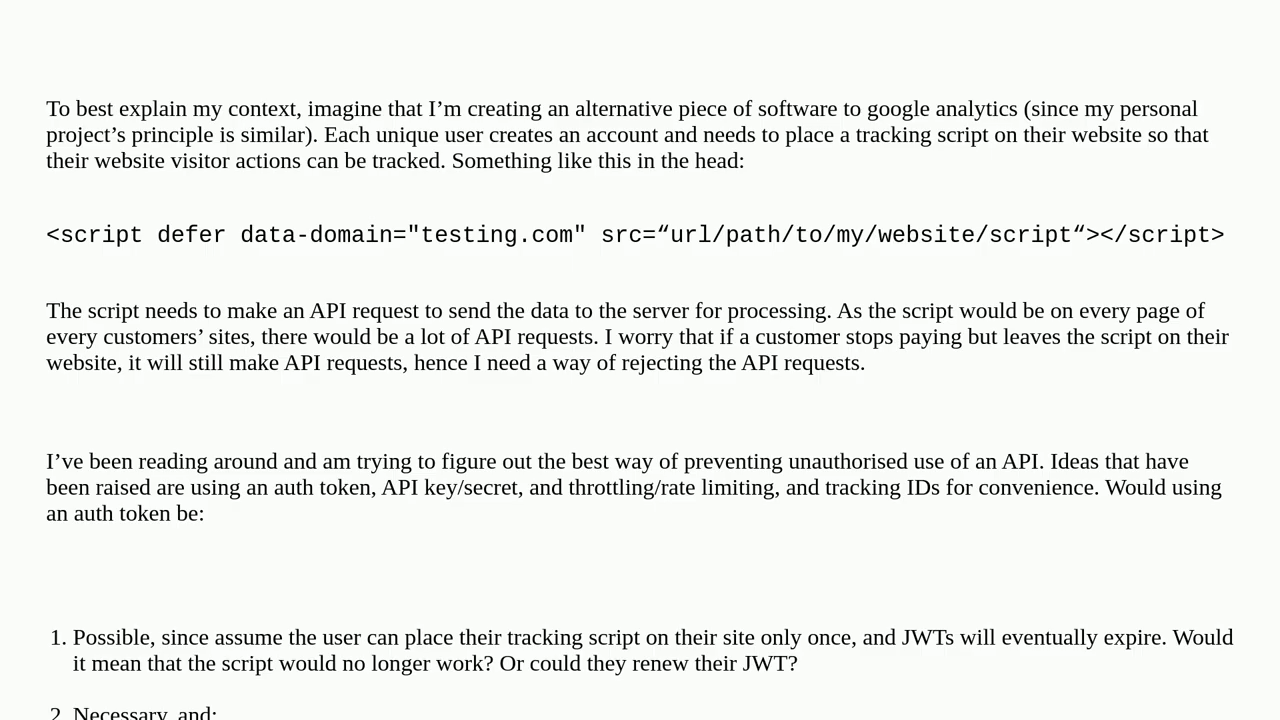 To best explain my context, imagine that I’m creating an alternative piece of software to google analytics (since my personal
project’s principle is similar). Each unique user creates an account and needs to place a tracking script on their website so that
their website visitor actions can be tracked. Something like this in the head:
<script defer data-domain="testing.com" src=“url/path/to/my/website/script“></script>
The script needs to make an API request to send the data to the server for processing. As the script would be on every page of
every customers’ sites, there would be a lot of API requests. I worry that if a customer stops paying but leaves the script on their
website, it will still make API requests, hence I need a way of rejecting the API requests.
I’ve been reading around and am trying to figure out the best way of preventing unauthorised use of an API. Ideas that have
been raised are using an auth token, API key/secret, and throttling/rate limiting, and tracking IDs for convenience. Would using
an auth token be:
1. Possible, since assume the user can place their tracking script on their site only once, and JWTs will eventually expire. Would
it mean that the script would no longer work? Or could they renew their JWT?
2. Necessary, and: